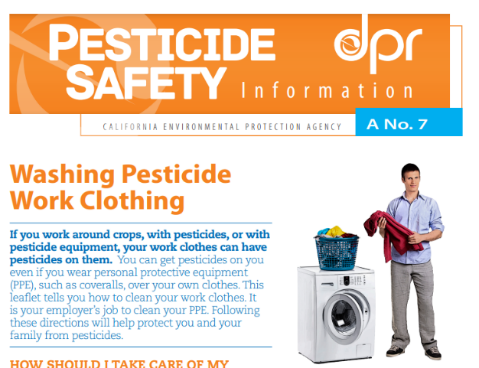 PESTICIDE
SAFETY Information
dpr
CALIFORNIA ENVIRONMENTAL PROTECTION AGENCY
A No. 7
Washing Pesticide
Work Clothing
If you work around crops, with pesticides, or with
pesticide equipment, your work clothes can have
pesticides on them. You can get pesticides on you
even if you wear personal protective equipment
(PPE), such as coveralls, over your own clothes. This
leaflet tells you how to clean your work clothes. It
is your employer's job to clean your PPE. Following
these directions will help protect you and your
family from pesticides.
HOW SHOULD I TAKE CARE OF MY